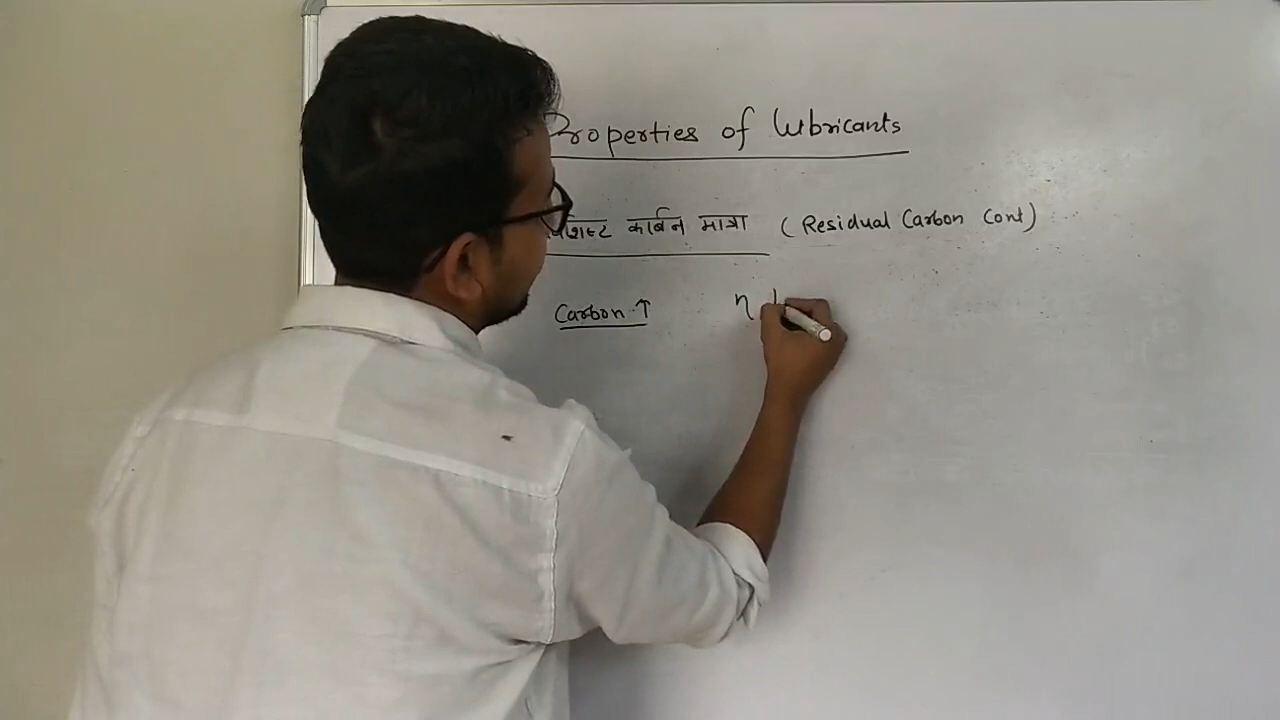 Properties of Lubricants
कार्बन मात्रा (Residual Carbon Cont)
Carbon ↑ η